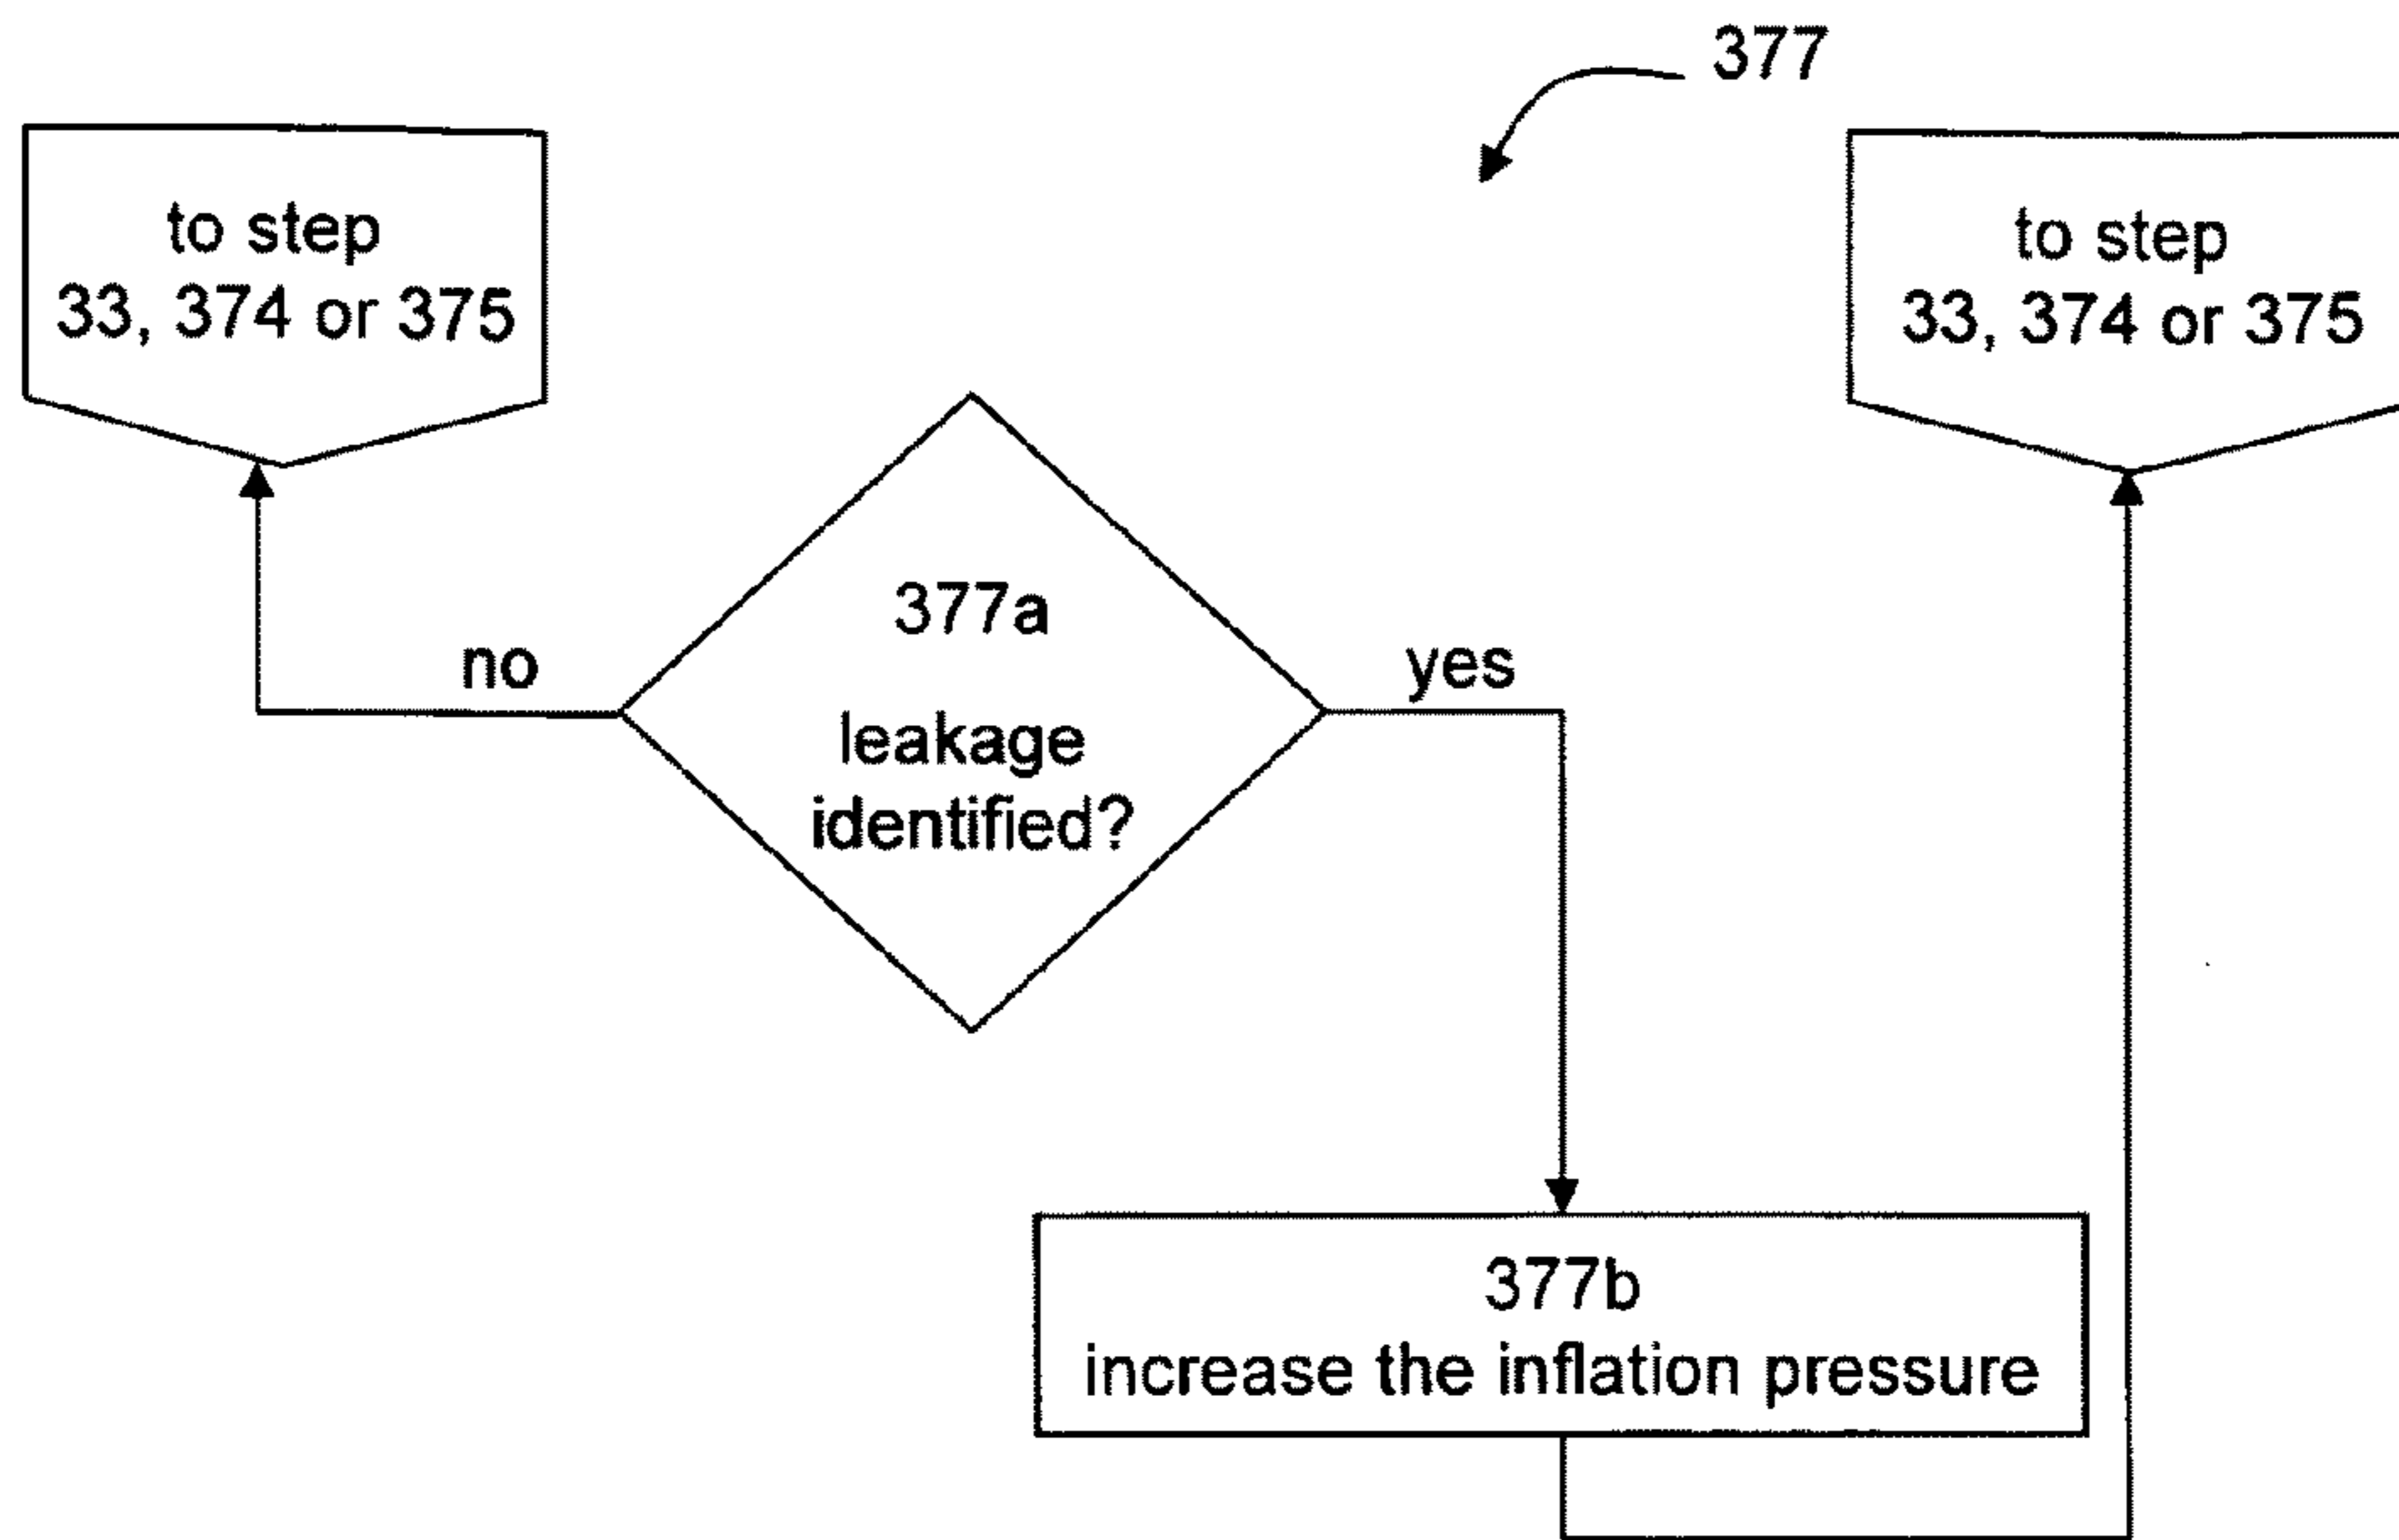 377
to step
33, 374 or 375
to step
33, 374 or 375
377a
no
yes
leakage
identified?
377b
increase the inflation pressure